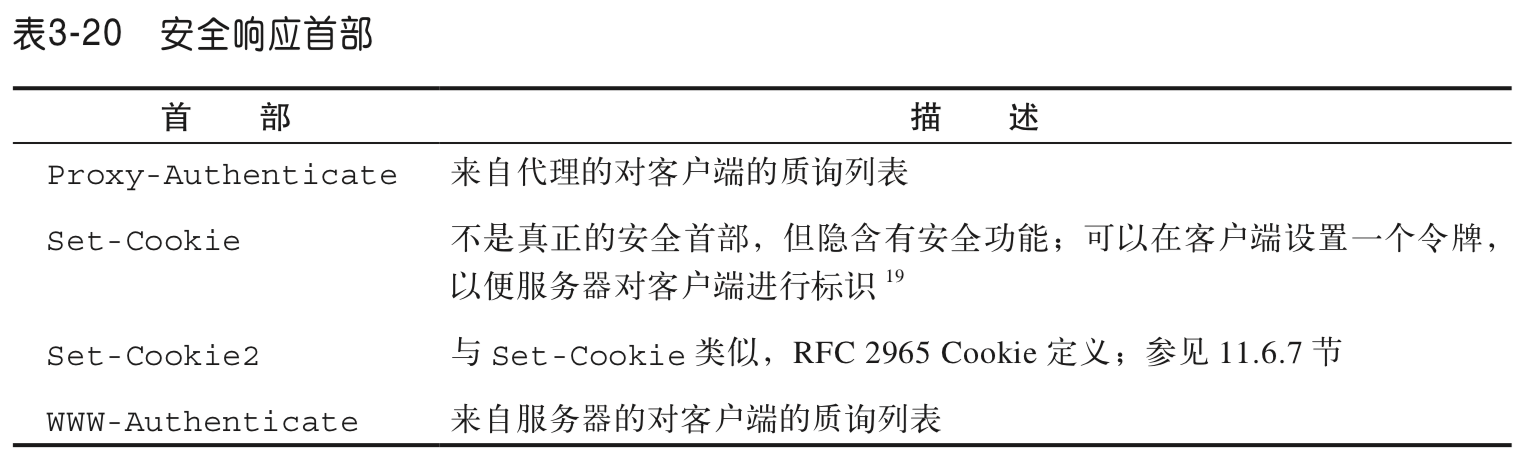 表3-20 安全响应首部
首 部 描 述
Proxy-Authenticate 来自代理的对客户端的质询列表
Set-Cookie 不是真正的安全首部，但隐含有安全功能；可以在客户端设置一个令牌，
以便服务器对客户端进行标识 19
Set-Cookie2 与 Set-Cookie 类似，RFC 2965 Cookie 定义；参见 11.6.7 节
WWW-Authenticate 来自服务器的对客户端的质询列表